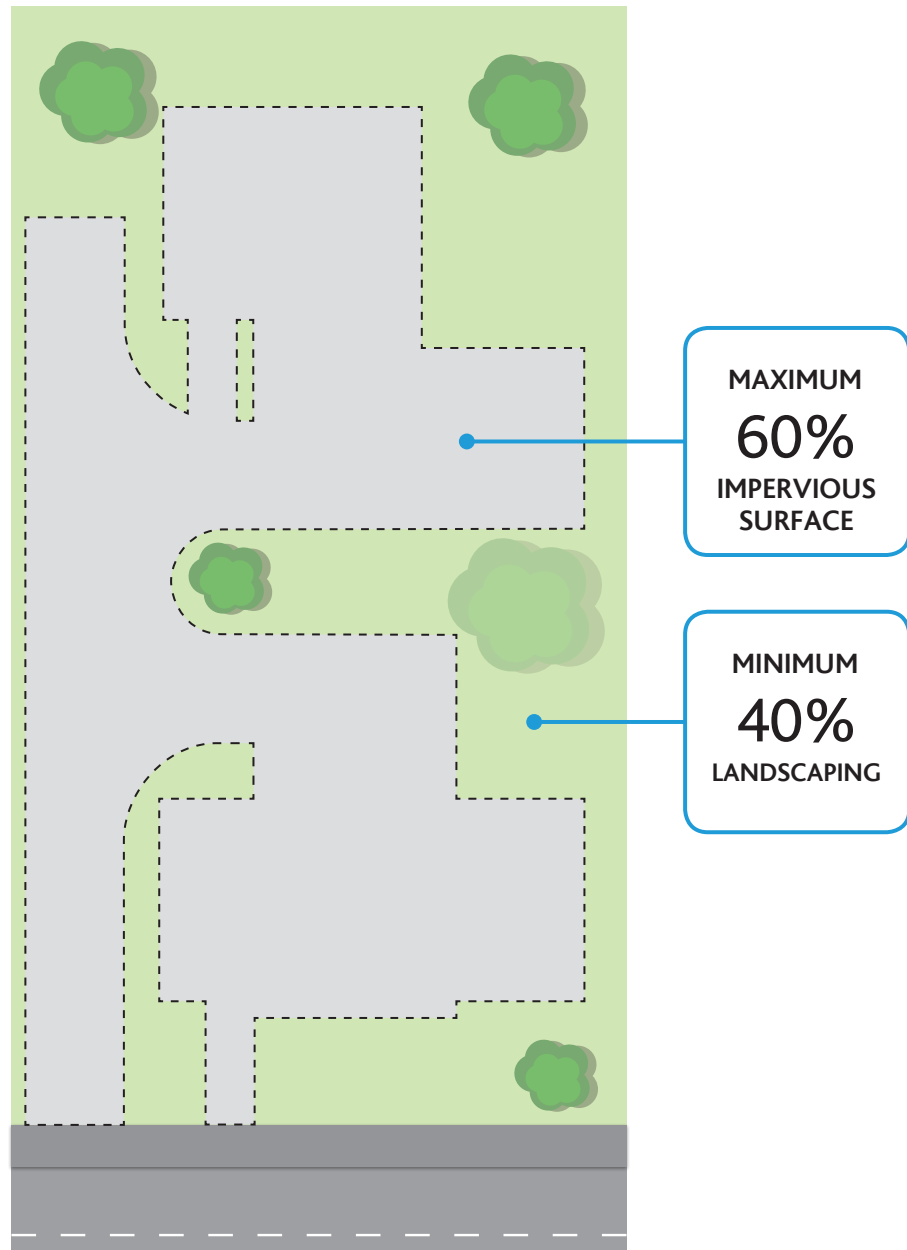 MAXIMUM
60%
IMPERVIOUS
SURFACE
MINIMUM
40%
LANDSCAPING